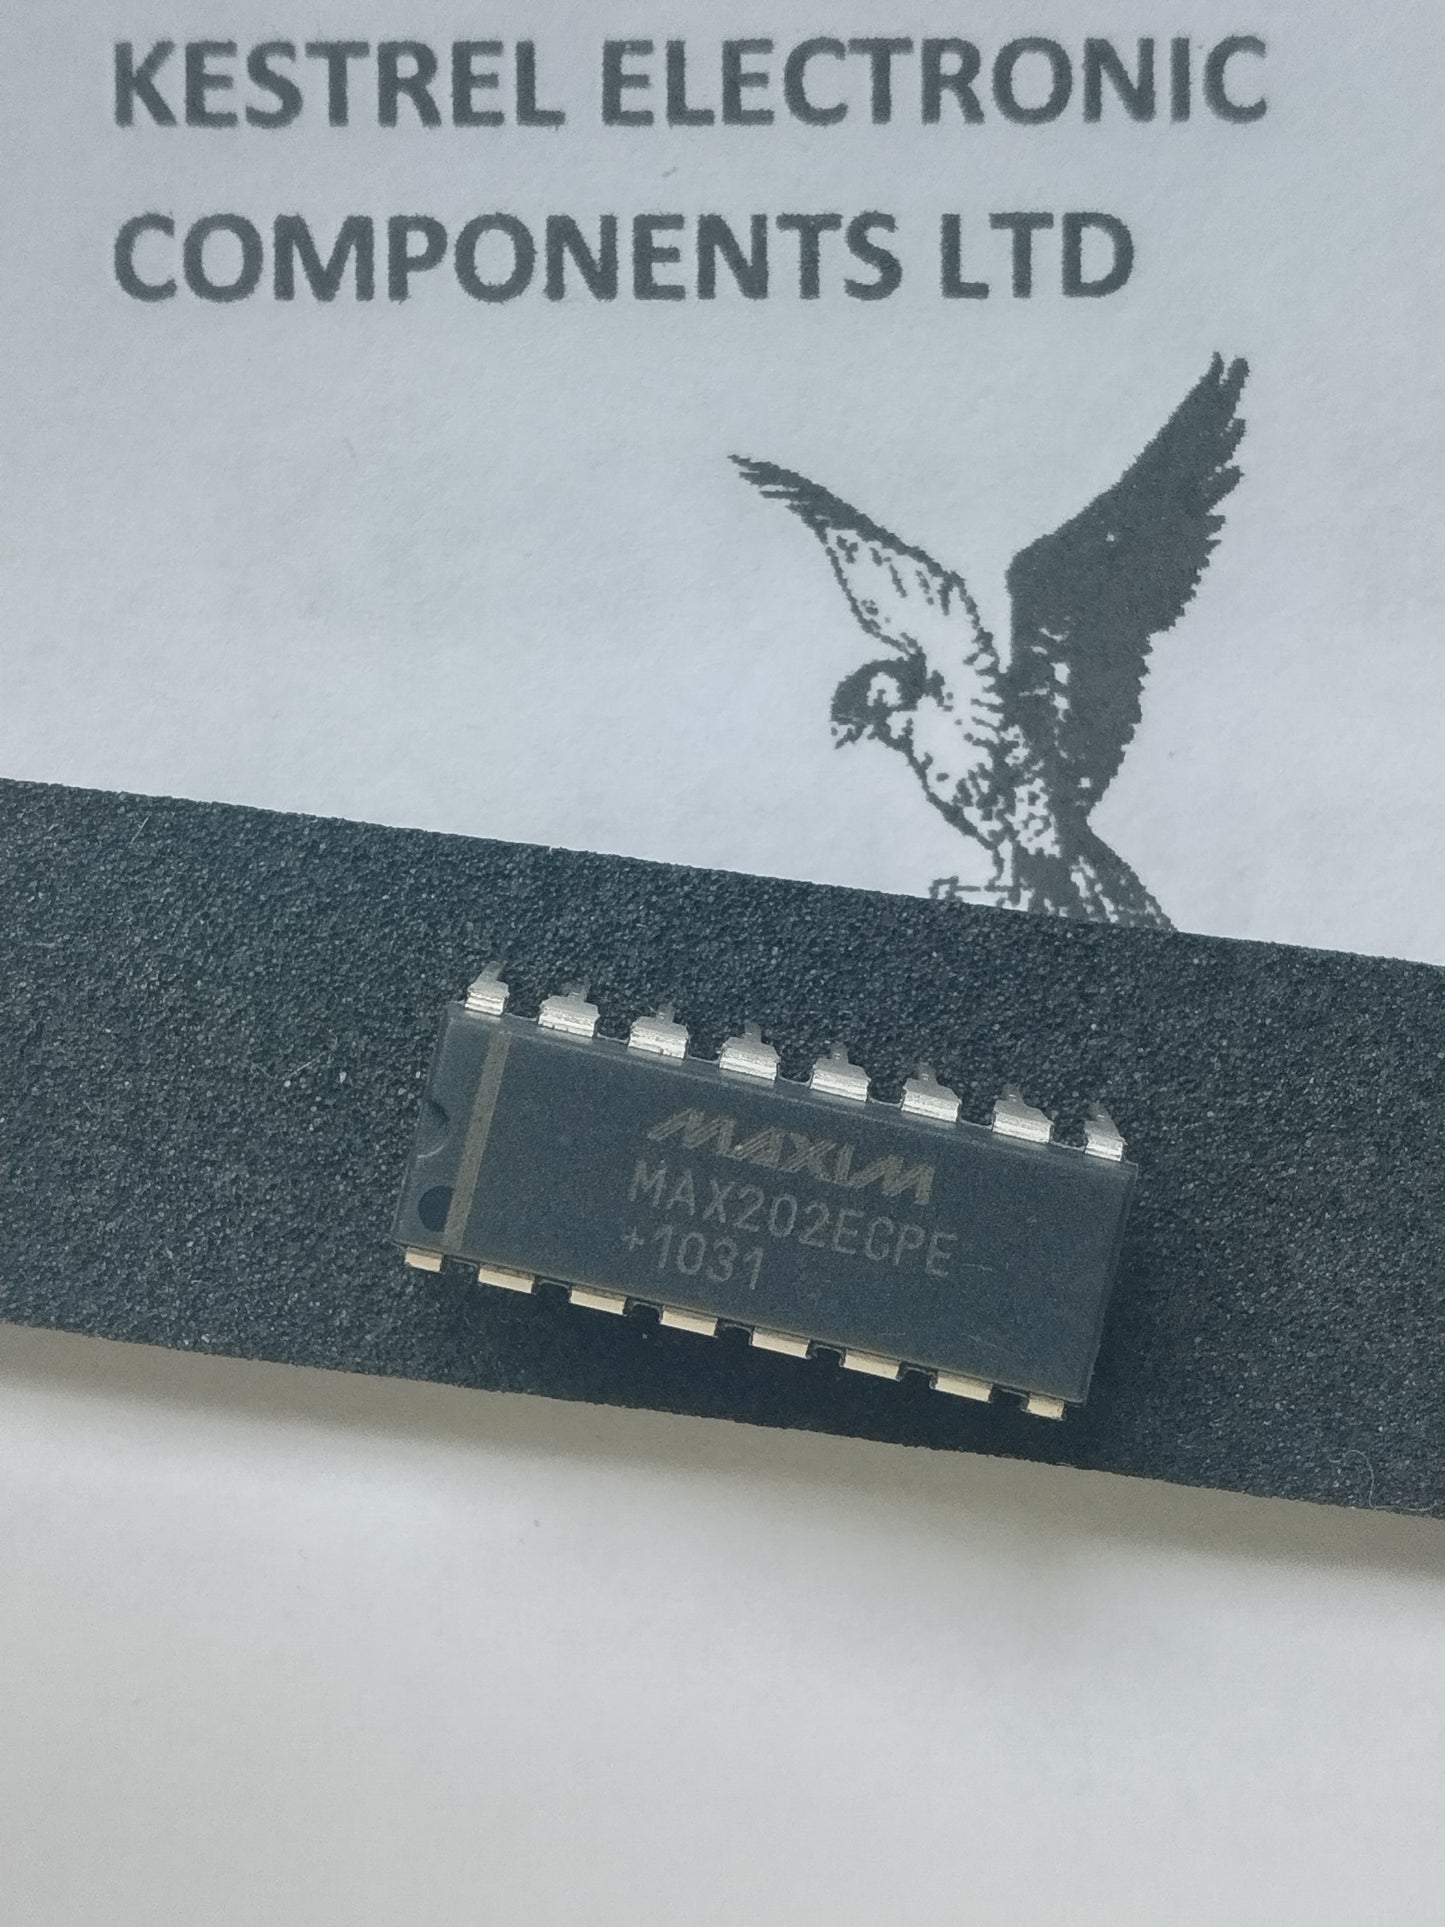 KESTREL ELECTRONIC
COMPONENTS LTD
MAXIM
MAX202ECPE
+1031